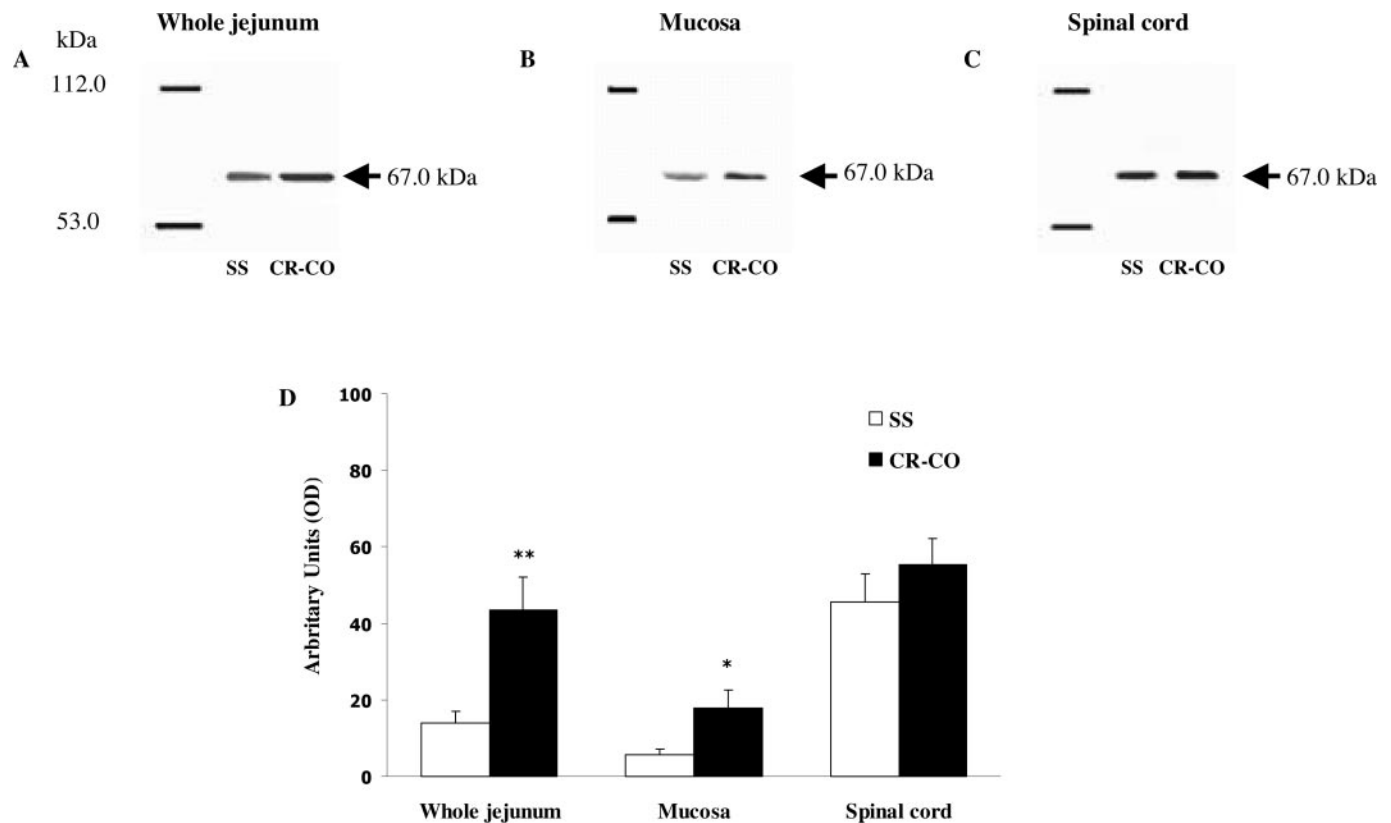 Whole jejunum
Mucosa
Spinal cord
kDa
A
B
C
112.0
67.0 kDa
67.0 kDa
67.0 kDa
53.0
SS CR-CO
SS CR-CO
SS CR-CO
D
100
80
60
40
20
0
Arbritary Units (OD)
SS
CR-CO
**
*
Whole jejunum
Mucosa
Spinal cord